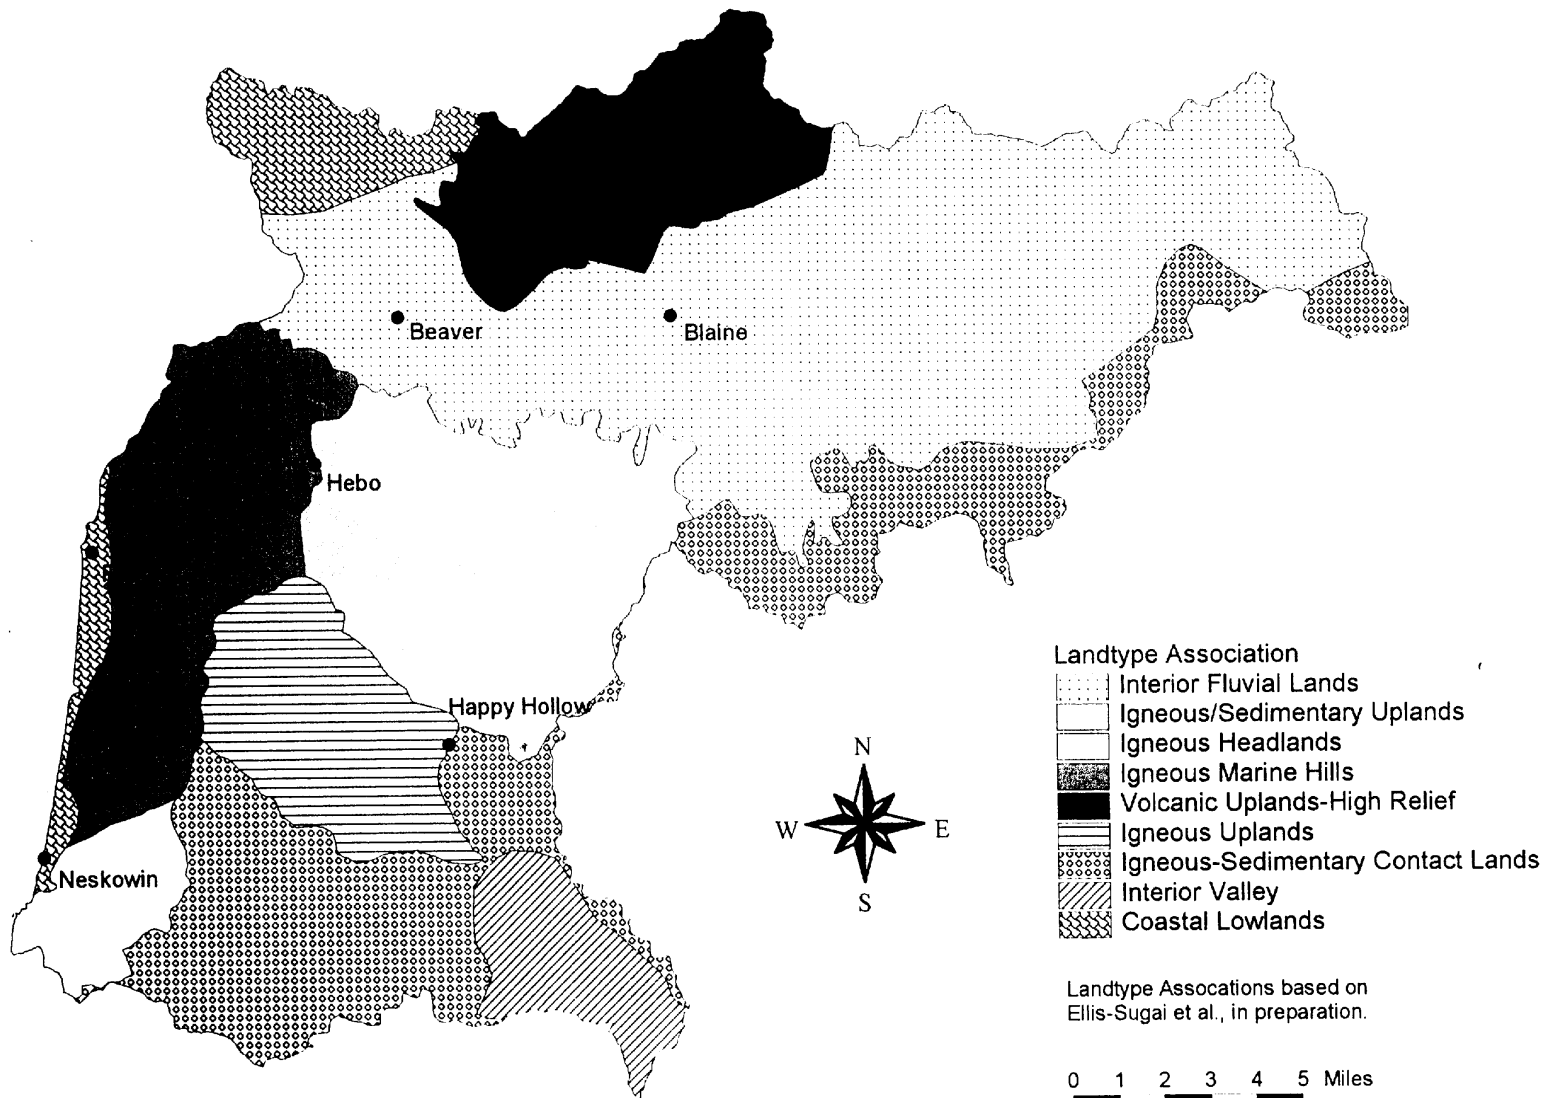 Beaver
Blaine
Hebo
Happy Hollow
Neskowin
N
W
E
S
Landtype Association
Interior Fluvial Lands
Igneous/Sedimentary Uplands
Igneous Headlands
Igneous Marine Hills
Volcanic Uplands-High Relief
Igneous Uplands
Igneous-Sedimentary Contact Lands
Interior Valley
Coastal Lowlands
Landtype Assocations based on
Ellis-Sugai et al., in preparation.
0 1 2 3 4 5 Miles